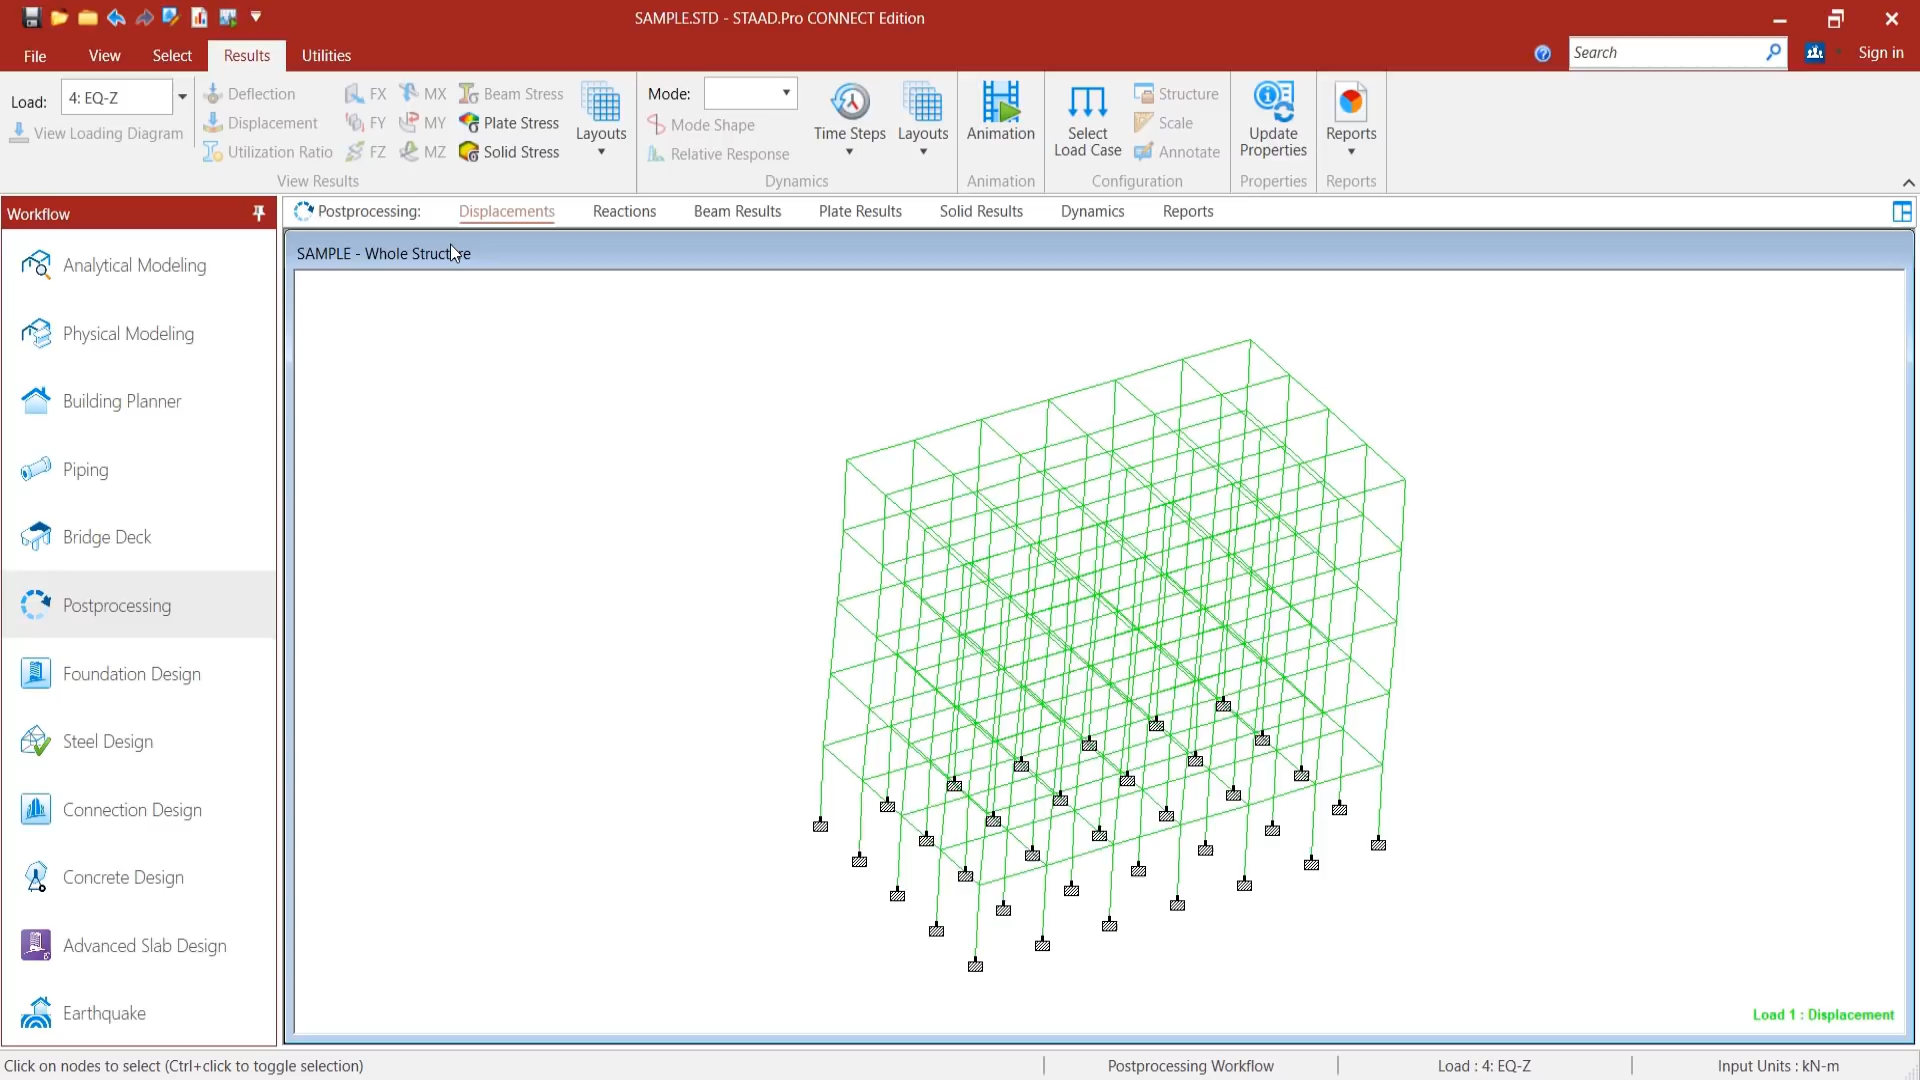 SAMPLE.STD - STAAD.Pro CONNECT Edition
File
View
Select
Results
Utilities
Search
Sign in
Load:
4: EQ-Z
View Loading Diagram
Deflection
Displacement
Utilization Ratio
FX
FY
FZ
MX
MY
MZ
Beam Stress
Plate Stress
Solid Stress
Layouts
View Results
Mode:
Mode Shape
Relative Response
Time Steps
Layouts
Dynamics
Animation
Animation
Select
Load Case
Structure
Scale
Annotate
Configuration
Update
Properties
Properties
Reports
Reports
Workflow
Postprocessing:
Displacements
Reactions
Beam Results
Plate Results
Solid Results
Dynamics
Reports
SAMPLE - Whole Structure
Analytical Modeling
Physical Modeling
Building Planner
Piping
Bridge Deck
Postprocessing
Foundation Design
Steel Design
Connection Design
Concrete Design
Advanced Slab Design
Earthquake
Load 1 : Displacement
Click on nodes to select (Ctrl+click to toggle selection)
Postprocessing Workflow
Load : 4: EQ-Z
Input Units : kN-m